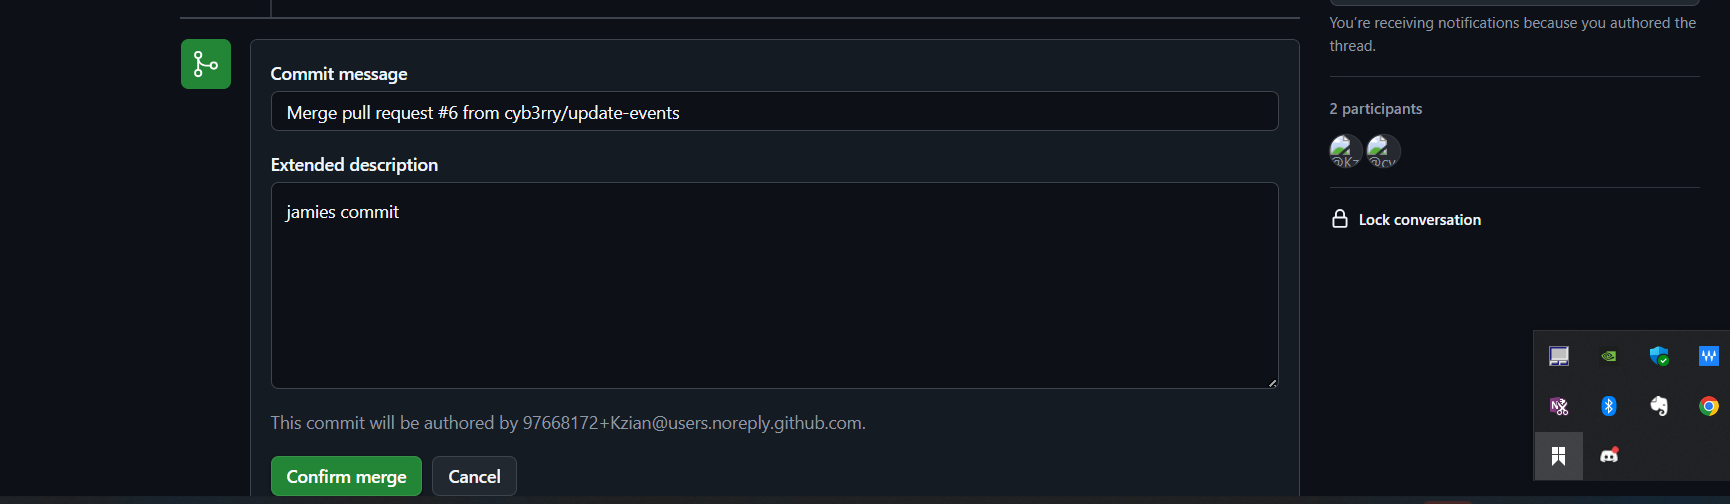 You're receiving notifications because you authored the
thread.
Commit message
Merge pull request #6 from cyb3rry/update-events
2 participants
@Kz
@cy
Extended description
jamies commit
Lock conversation
This commit will be authored by 97668172+Kzian@users.noreply.github.com.
Confirm merge
Cancel